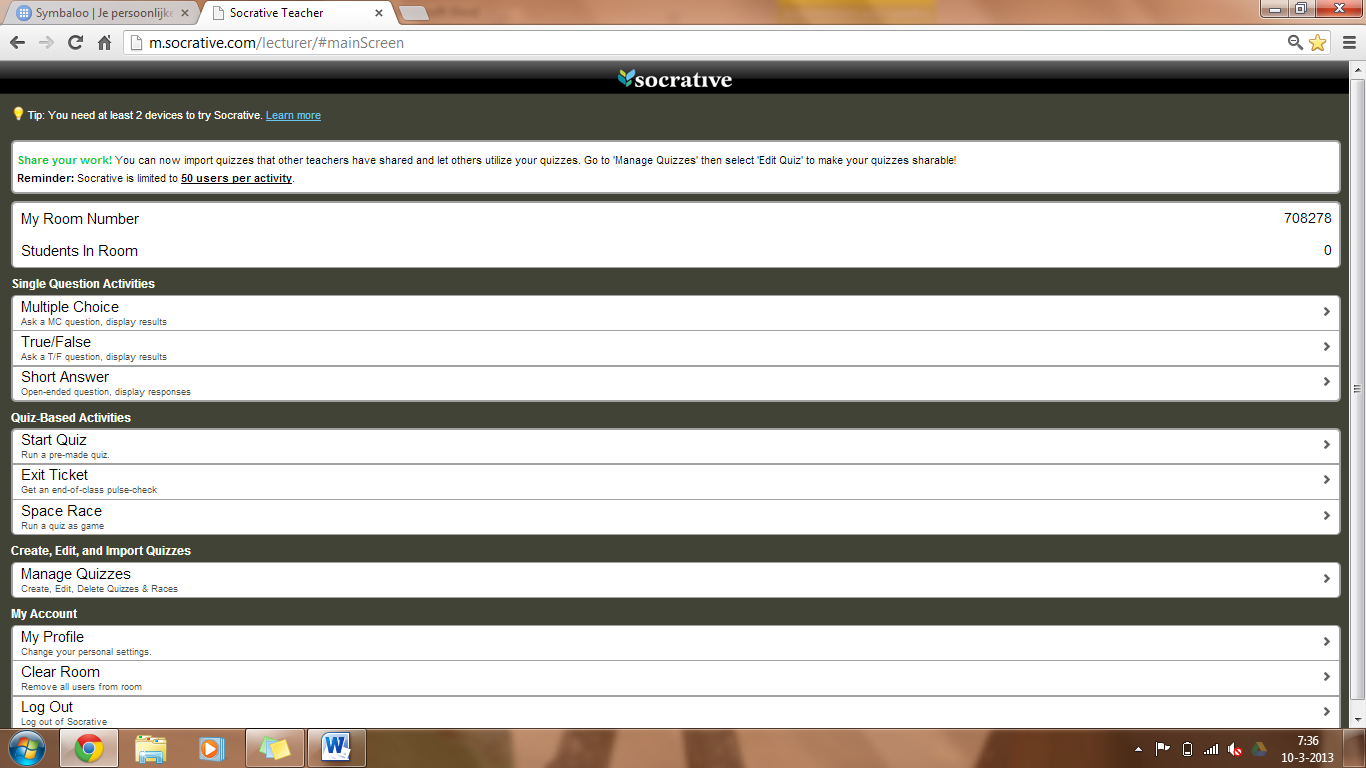 Symbaloo | Je persoonlijke
Socrative Teacher
m.socrative.com/lecturer/#mainScreen
socrative
Tip: You need at least 2 devices to try Socrative. Learn more
Share your work! You can now import quizzes that other teachers have shared and let others utilize your quizzes. Go to 'Manage Quizzes' then select 'Edit Quiz' to make your quizzes sharable!
Reminder: Socrative is limited to 50 users per activity.
My Room Number 708278
Students In Room 0
Single Question Activities
Multiple Choice
Ask a MC question, display results
True/False
Ask a T/F question, display results
Short Answer
Open-ended question, display responses
Quiz-Based Activities
Start Quiz
Run a pre-made quiz.
Exit Ticket
Get an end-of-class pulse-check
Space Race
Run a quiz as game
Create, Edit, and Import Quizzes
Manage Quizzes
Create, Edit, Delete Quizzes & Races
My Account
My Profile
Change your personal settings.
Clear Room
Remove all users from room
Log Out
Log out of Socrative
7:36
10-3-2013